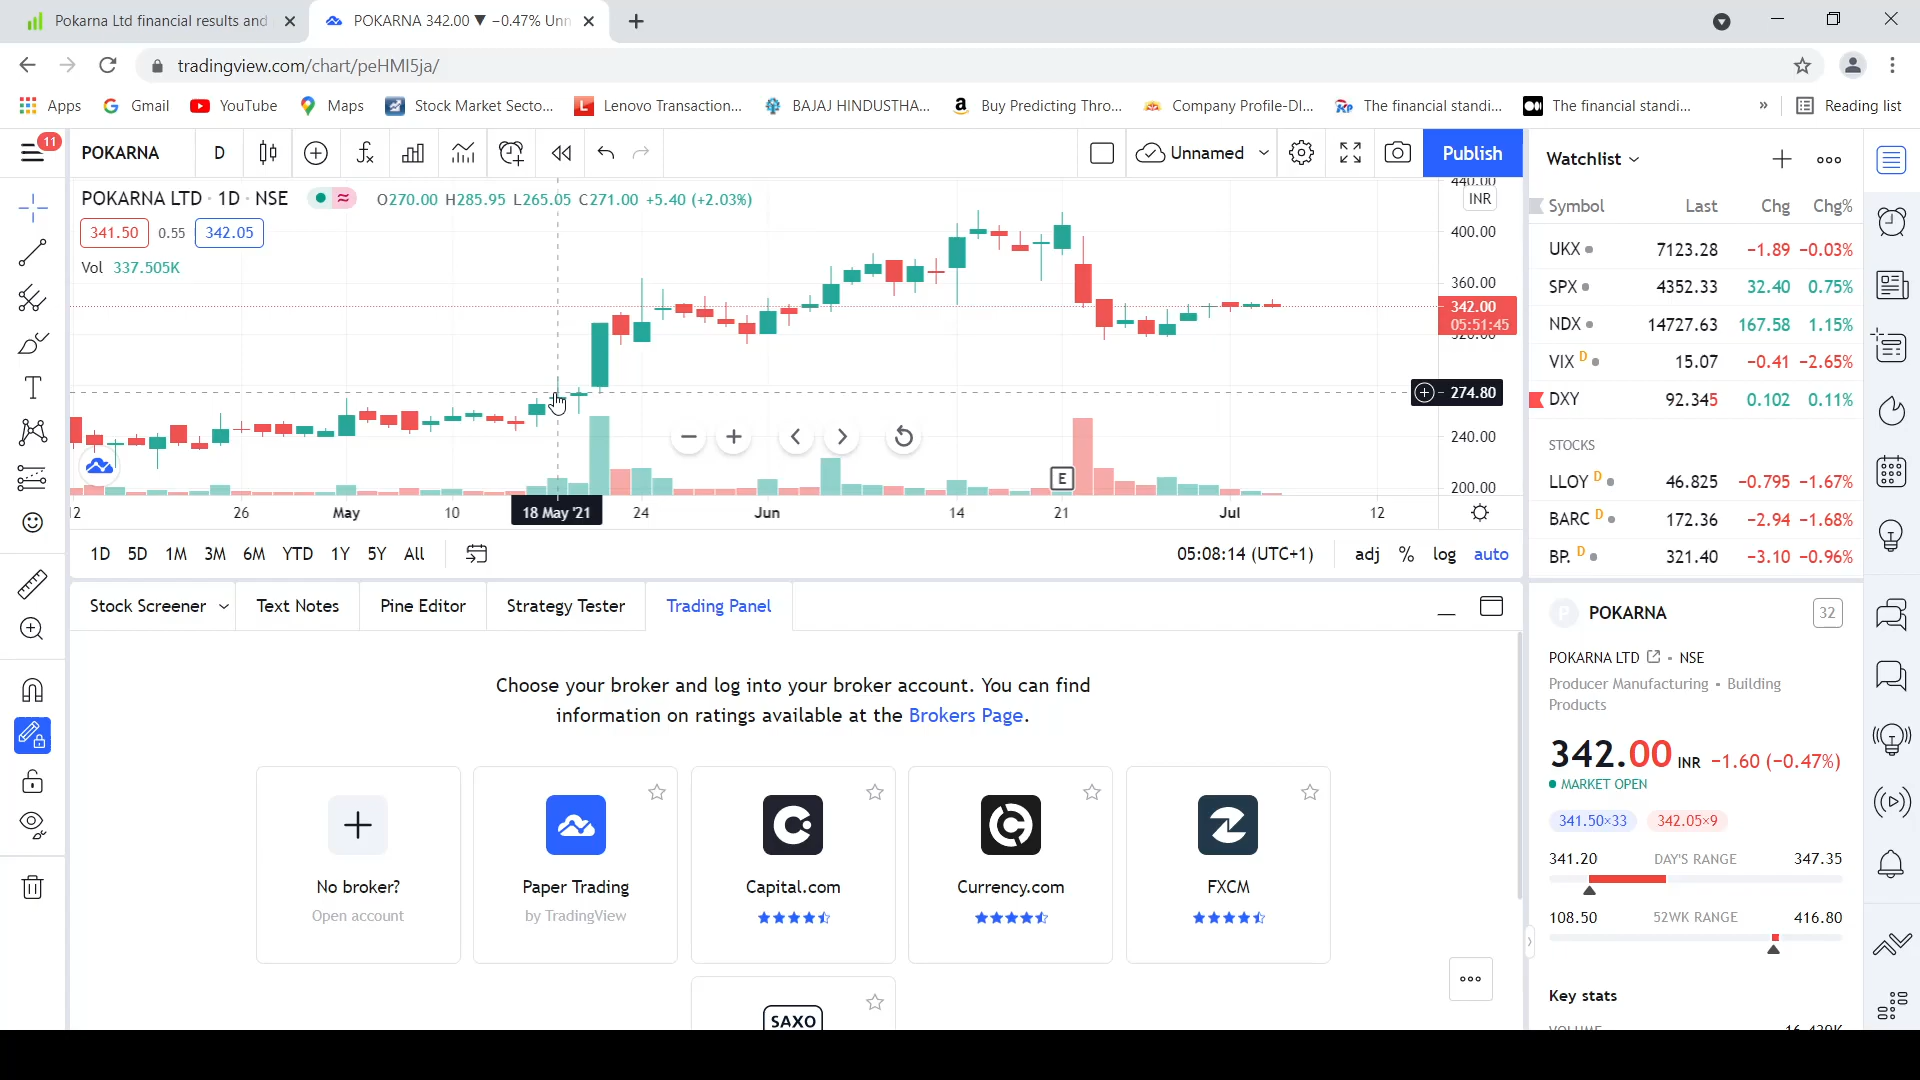 Pokarna Ltd financial results and
POKARNA 342.00 ▼ −0.47% Unn
tradingview.com/chart/peHMI5ja/
Apps Gmail YouTube Maps Stock Market Secto... Lenovo Transaction... BAJAJ HINDUSTHA... Buy Predicting Thro... Company Profile-DI... The financial standi... The financial standi... » Reading list
11
POKARNA D Unnamed Publish
POKARNA LTD · 1D · NSE O270.00 H285.95 L265.05 C271.00 +5.40 (+2.03%)
341.50 0.55 342.05
Vol 337.505K
440.00
INR
400.00
360.00
342.00
05:51:45
320.00
274.80
240.00
200.00
E
12 26 May 10 18 May '21 24 Jun 14 21 Jul 12
1D 5D 1M 3M 6M YTD 1Y 5Y All 05:08:14 (UTC+1) adj % log auto
Stock Screener Text Notes Pine Editor Strategy Tester Trading Panel
Choose your broker and log into your broker account. You can find
information on ratings available at the Brokers Page.
No broker?
Open account
Paper Trading
by TradingView
Capital.com
Currency.com
FXCM
SAXO
Watchlist
Symbol Last Chg Chg%
UKX 7123.28 −1.89 −0.03%
SPX 4352.33 32.40 0.75%
NDX 14727.63 167.58 1.15%
VIX D 15.07 −0.41 −2.65%
DXY 92.345 0.102 0.11%
STOCKS
LLOY D 46.825 −0.795 −1.67%
BARC D 172.36 −2.94 −1.68%
BP. D 321.40 −3.10 −0.96%
P POKARNA 32
POKARNA LTD · NSE
Producer Manufacturing · Building
Products
342.00 INR −1.60 (−0.47%)
MARKET OPEN
341.50×33 342.05×9
341.20 DAY'S RANGE 347.35
108.50 52WK RANGE 416.80
Key stats
VOLUME 16.429K